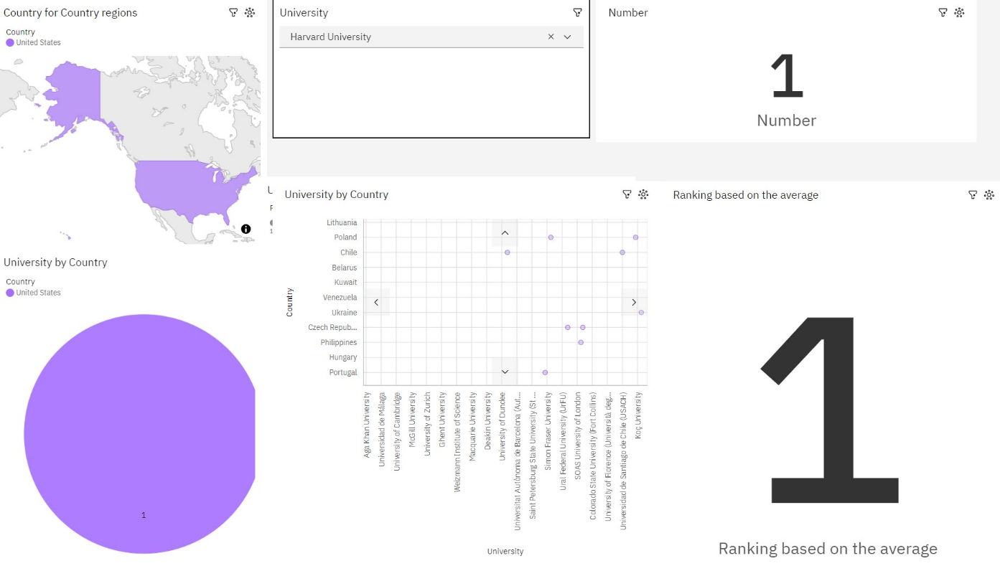 Country for Country regions
Country
United States
University
Harvard University
Number
1
Number
University by Country
Country
United States
1
U
F
1
University by Country
Country
Lithuania
Poland
Chile
Belarus
Kuwait
Venezuela
Ukraine
Czech Repub...
Philippines
Hungary
Portugal
Aga Khan University
Universidad de Málaga
University of Cambridge
McGill University
University of Zurich
Ghent University
Weizmann Institute of Science
Macquarie University
Deakin University
University of Dundee
Universitat Autònoma de Barcelona (Aut...
Saint Petersburg State University (St ...
Simon Fraser University
Ural Federal University (UrFU)
SOAS University of London
Colorado State University (Fort Collins)
University of Florence (Università deg...
Universidad de Santiago de Chile (USACH)
Koç University
University
Ranking based on the average
1
Ranking based on the average